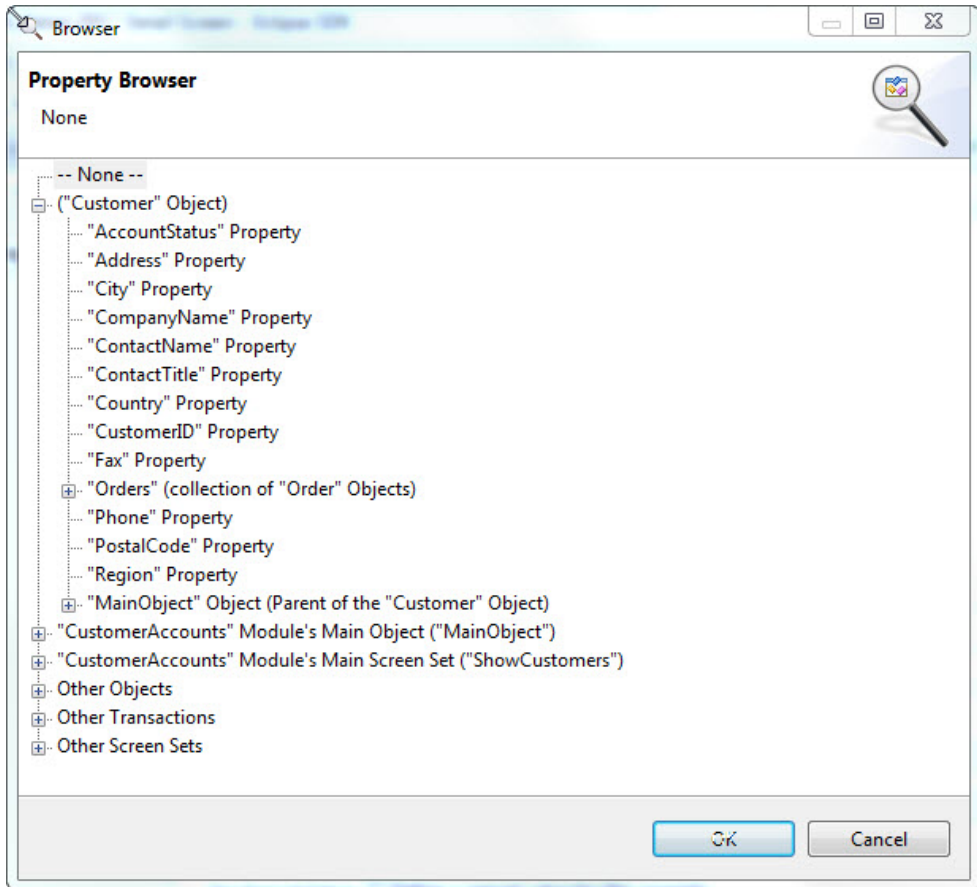 Browser
Property Browser
None
-- None --
("Customer" Object)
"AccountStatus" Property
"Address" Property
"City" Property
"CompanyName" Property
"ContactName" Property
"ContactTitle" Property
"Country" Property
"CustomerID" Property
"Fax" Property
"Orders" (collection of "Order" Objects)
"Phone" Property
"PostalCode" Property
"Region" Property
"MainObject" Object (Parent of the "Customer" Object)
"CustomerAccounts" Module's Main Object ("MainObject")
"CustomerAccounts" Module's Main Screen Set ("ShowCustomers")
Other Objects
Other Transactions
Other Screen Sets
OK Cancel